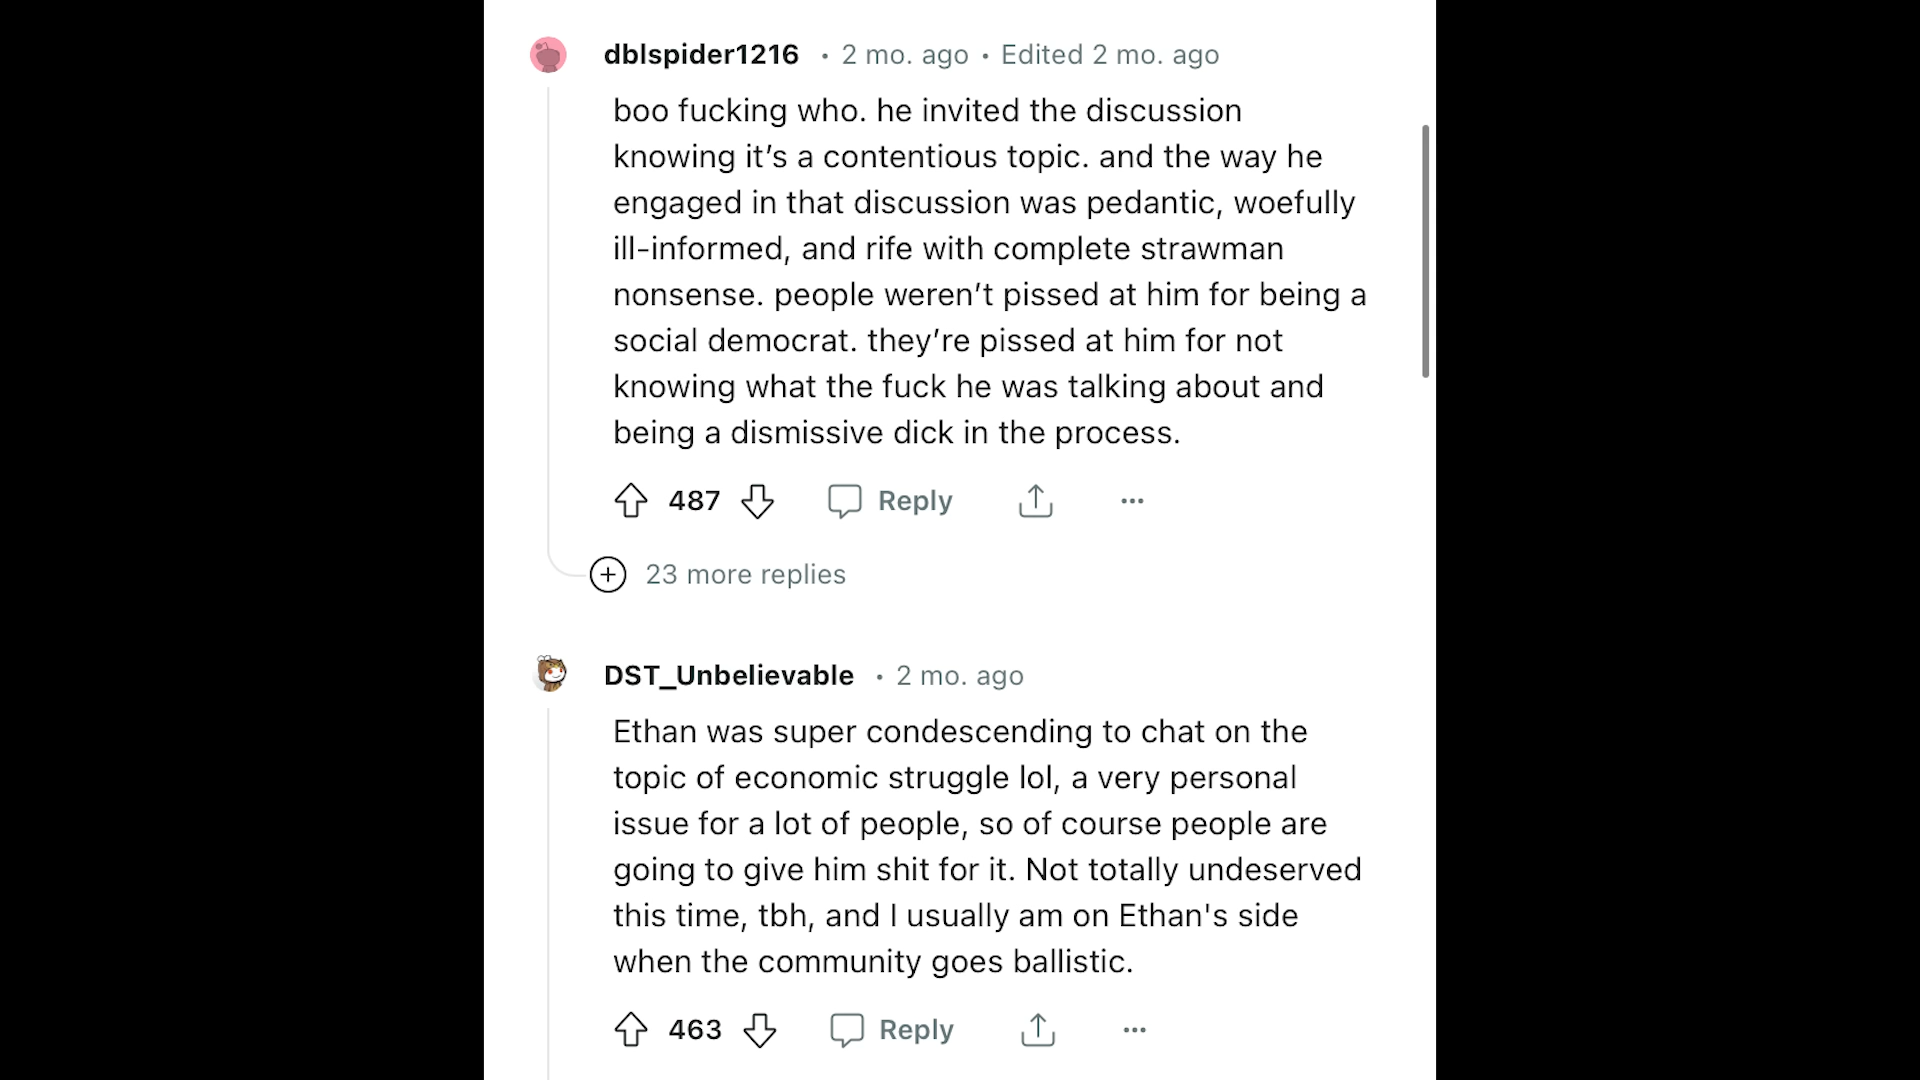 dblspider1216 • 2 mo. ago • Edited 2 mo. ago
boo fucking who. he invited the discussion
knowing it’s a contentious topic. and the way he
engaged in that discussion was pedantic, woefully
ill-informed, and rife with complete strawman
nonsense. people weren’t pissed at him for being a
social democrat. they’re pissed at him for not
knowing what the fuck he was talking about and
being a dismissive dick in the process.
487 Reply ...
23 more replies
DST_Unbelievable • 2 mo. ago
Ethan was super condescending to chat on the
topic of economic struggle lol, a very personal
issue for a lot of people, so of course people are
going to give him shit for it. Not totally undeserved
this time, tbh, and I usually am on Ethan's side
when the community goes ballistic.
463 Reply ...